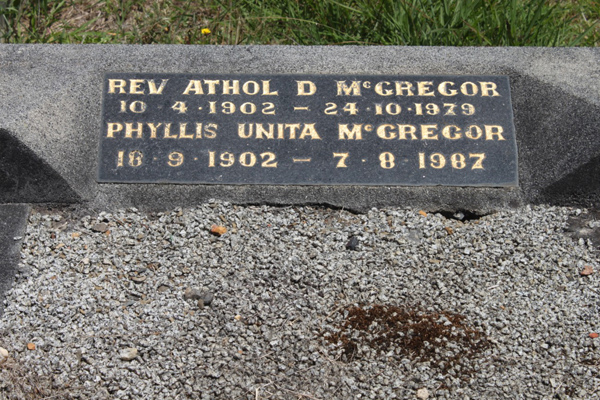 REV ATHOL D McGREGOR
10·4·1902 – 24·10·1979
PHYLLIS UNITA McGREGOR
18·9·1902 – 7·8·1987